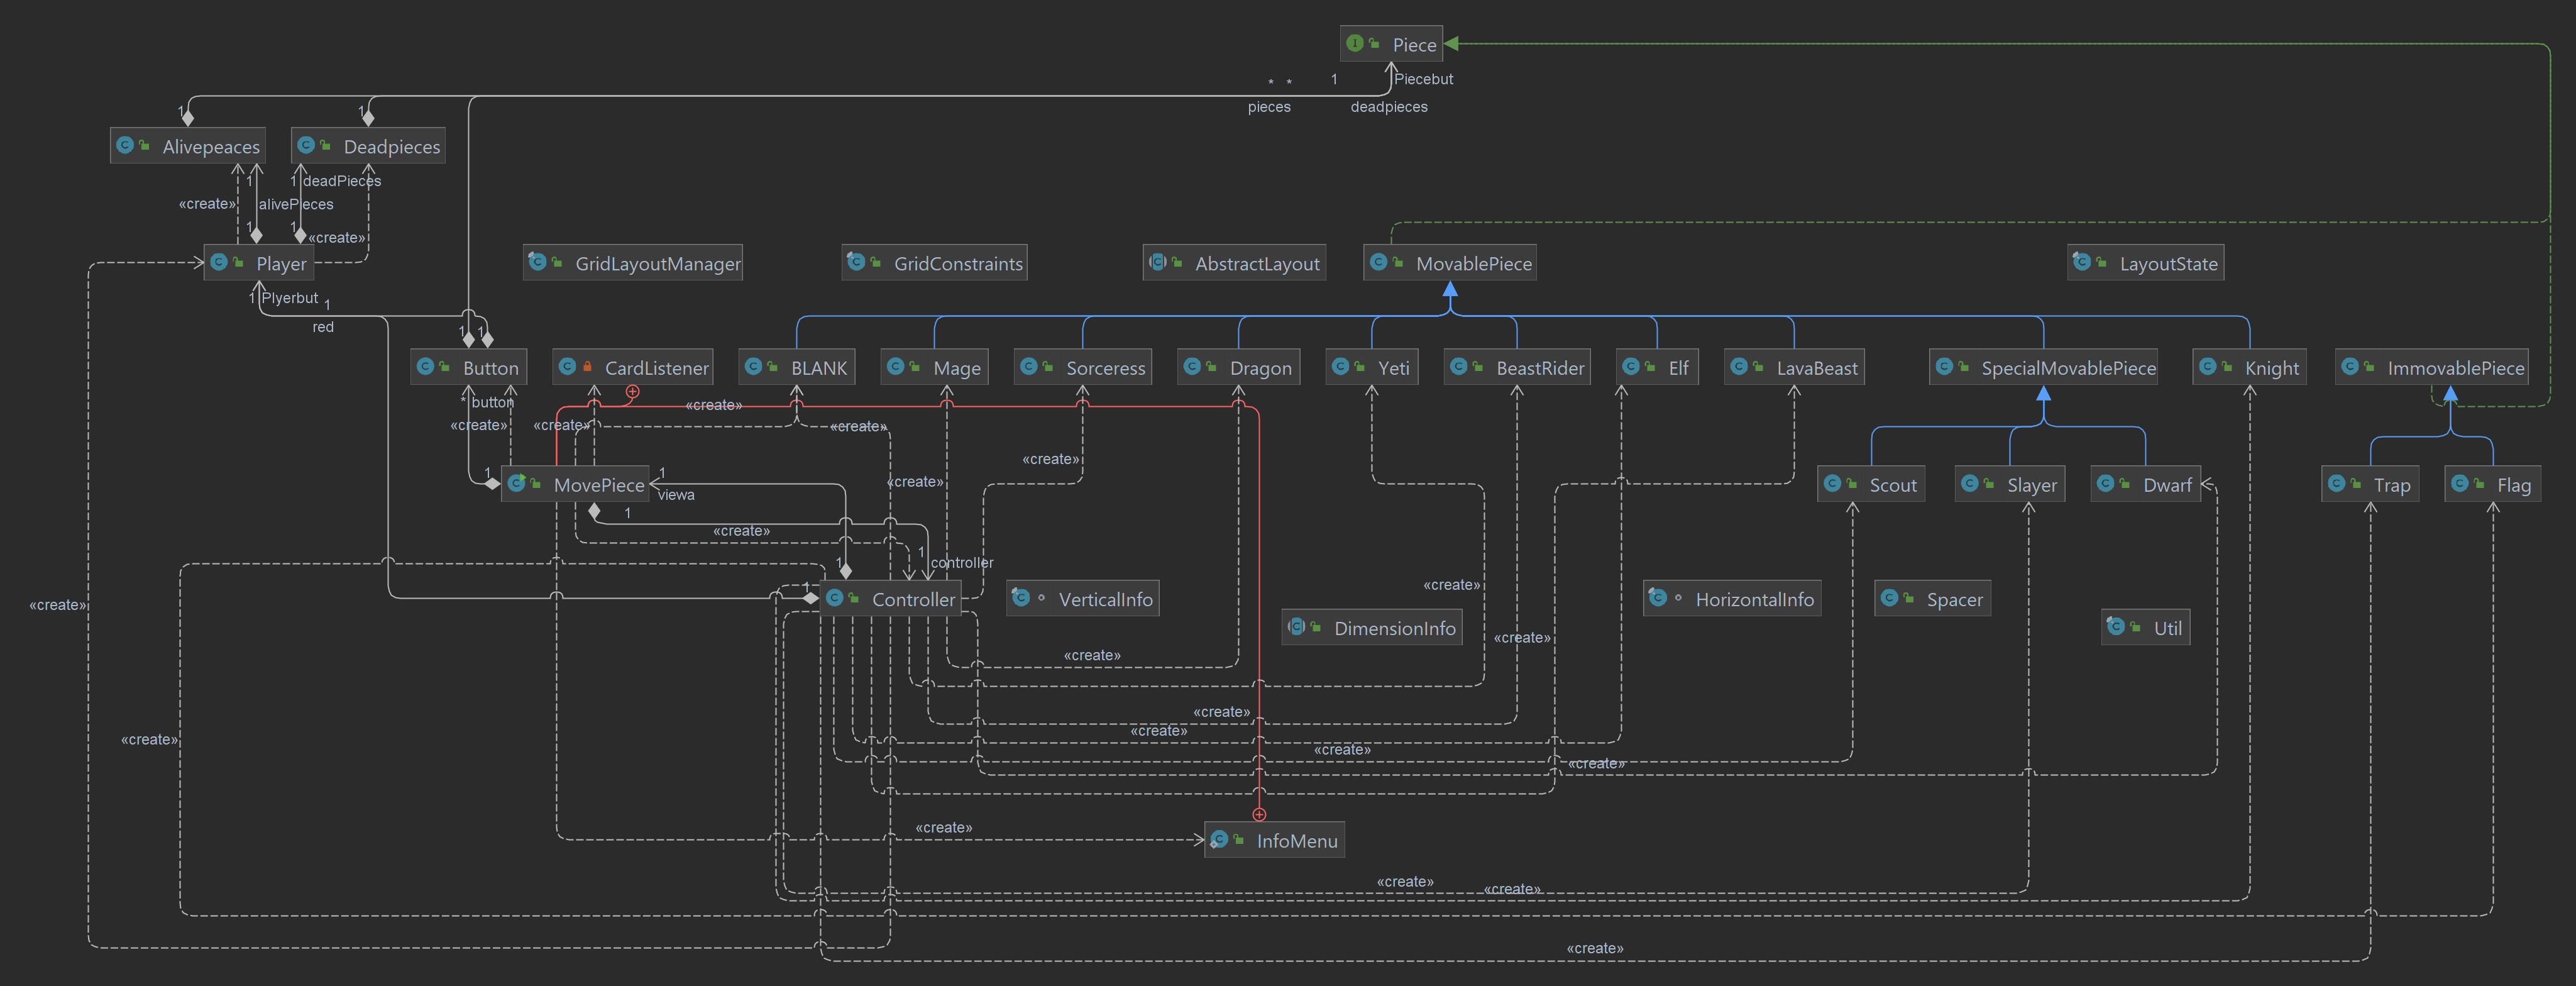 Piece
* *
1
Piecebut
pieces
deadpieces
1
1
Alivepeaces
Deadpieces
1
1
deadPieces
«create»
alivePieces
1
1
«create»
Player
GridLayoutManager
GridConstraints
AbstractLayout
MovablePiece
LayoutState
1
Plyerbut
1
red
1
1
Button
CardListener
BLANK
Mage
Sorceress
Dragon
Yeti
BeastRider
Elf
LavaBeast
SpecialMovablePiece
Knight
ImmovablePiece
*
button
«create»
«create»
«create»
«create»
«create»
1
MovePiece
1
viewa
«create»
Scout
Slayer
Dwarf
Trap
Flag
1
«create»
1
controller
1
1
Controller
VerticalInfo
«create»
HorizontalInfo
Spacer
«create»
DimensionInfo
Util
«create»
«create»
«create»
«create»
«create»
«create»
«create»
«create»
InfoMenu
«create»
«create»
«create»